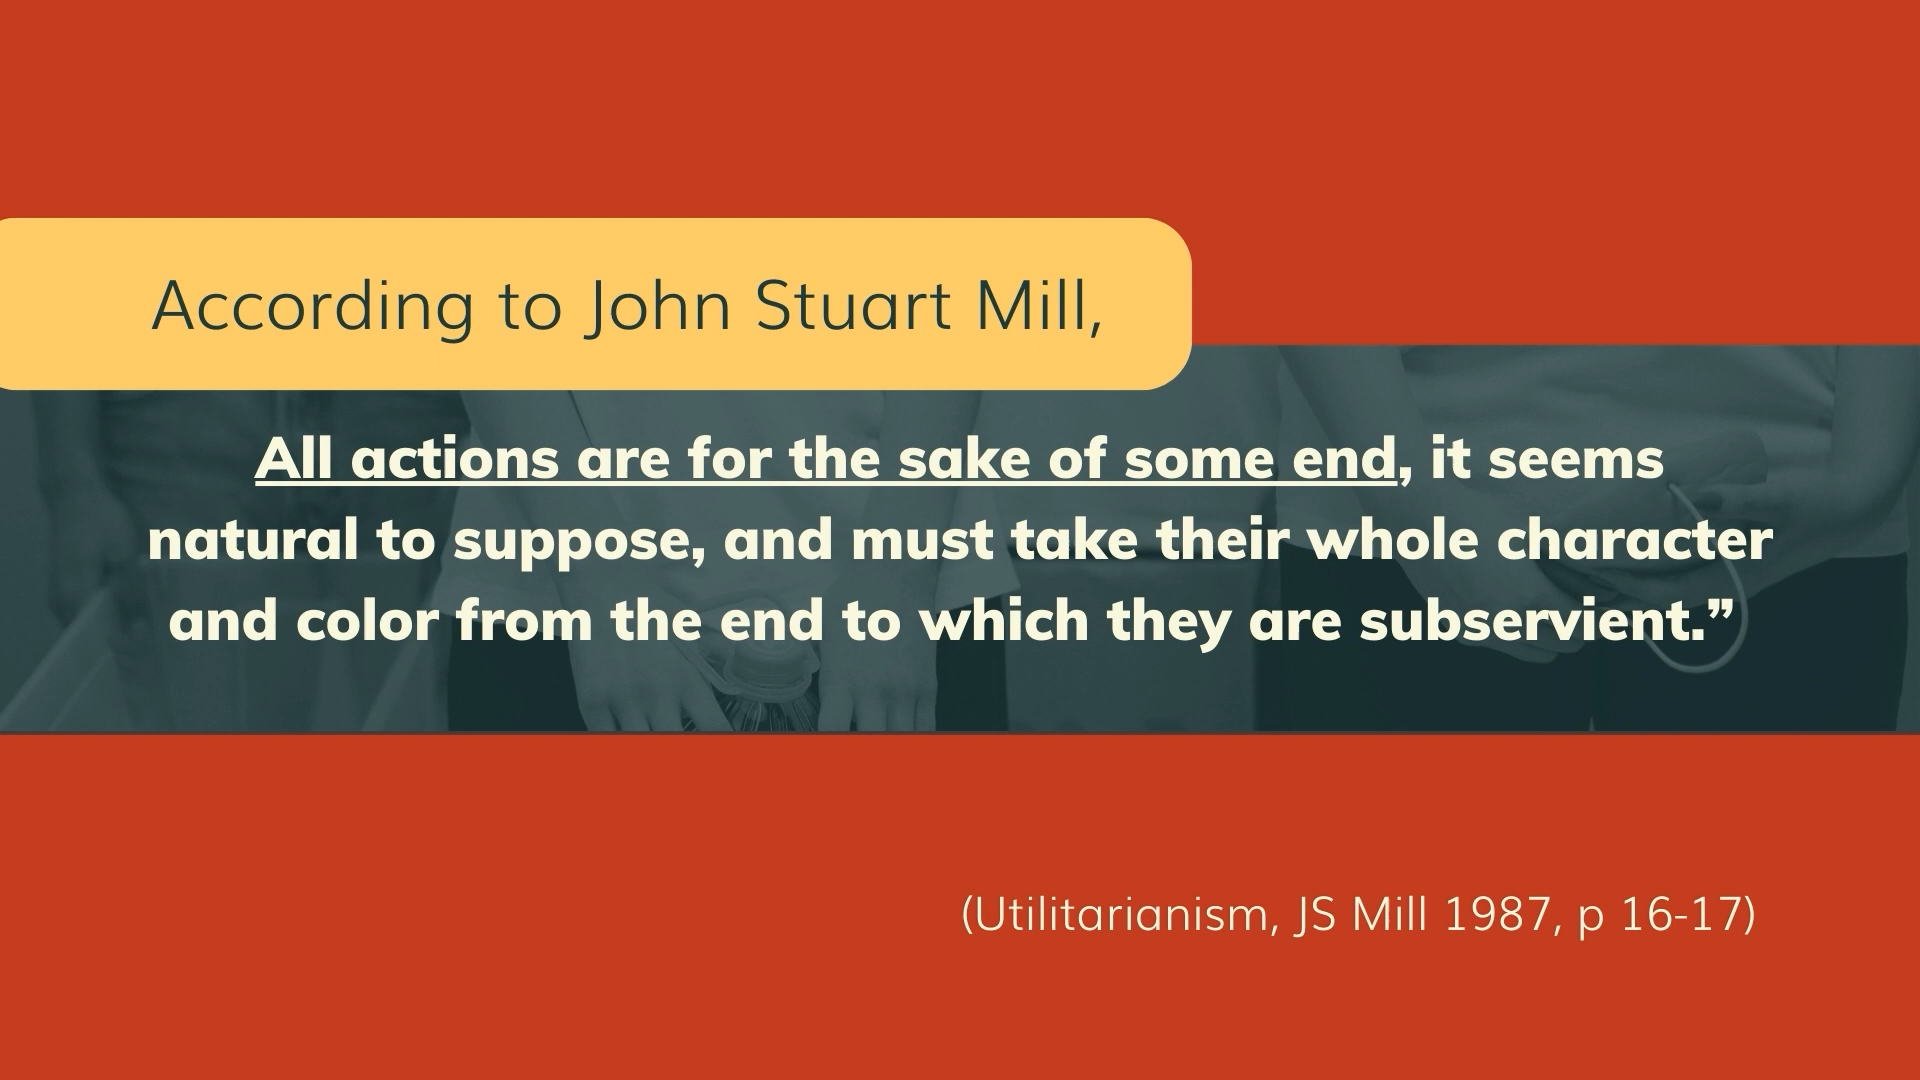 According to John Stuart Mill,
All actions are for the sake of some end, it seems
natural to suppose, and must take their whole character
and color from the end to which they are subservient.”
(Utilitarianism, JS Mill 1987, p 16-17)